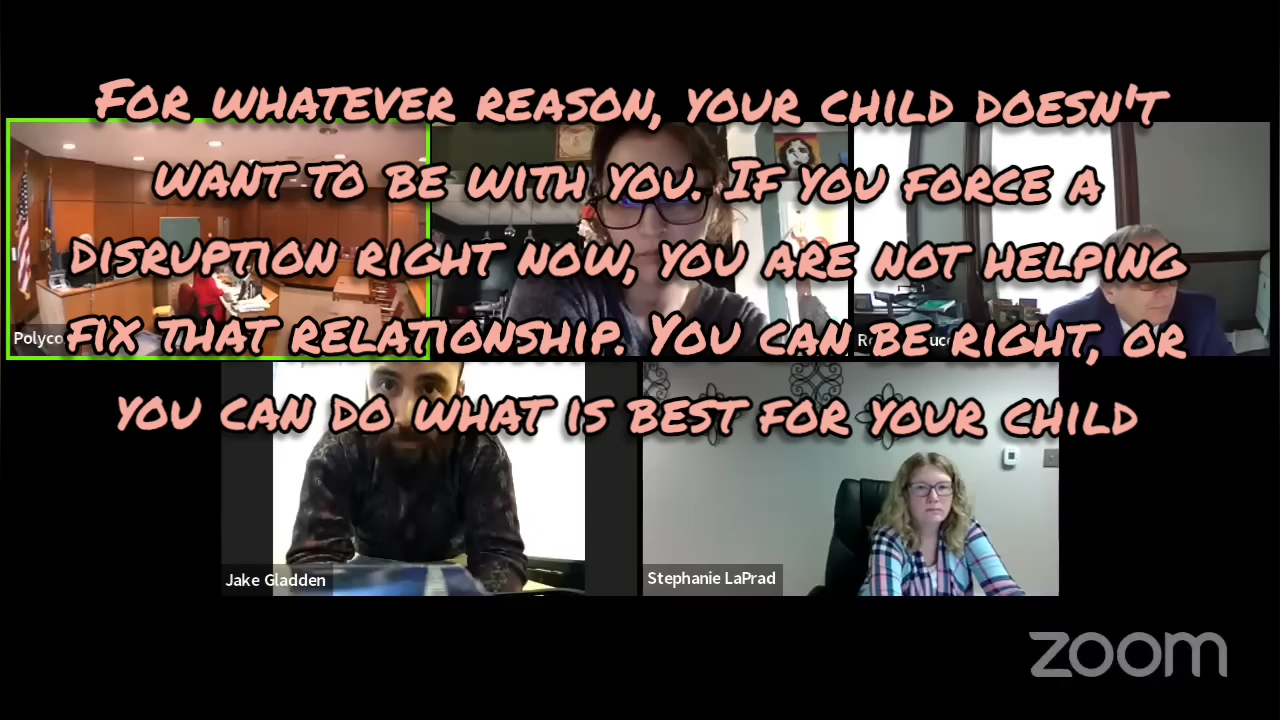 For whatever reason, your child doesn't
want to be with you. If you force a
disruption right now, you are not helping
fix that relationship. You can be right, or
you can do what is best for your child
Jake Gladden
Stephanie LaPrad
zoom